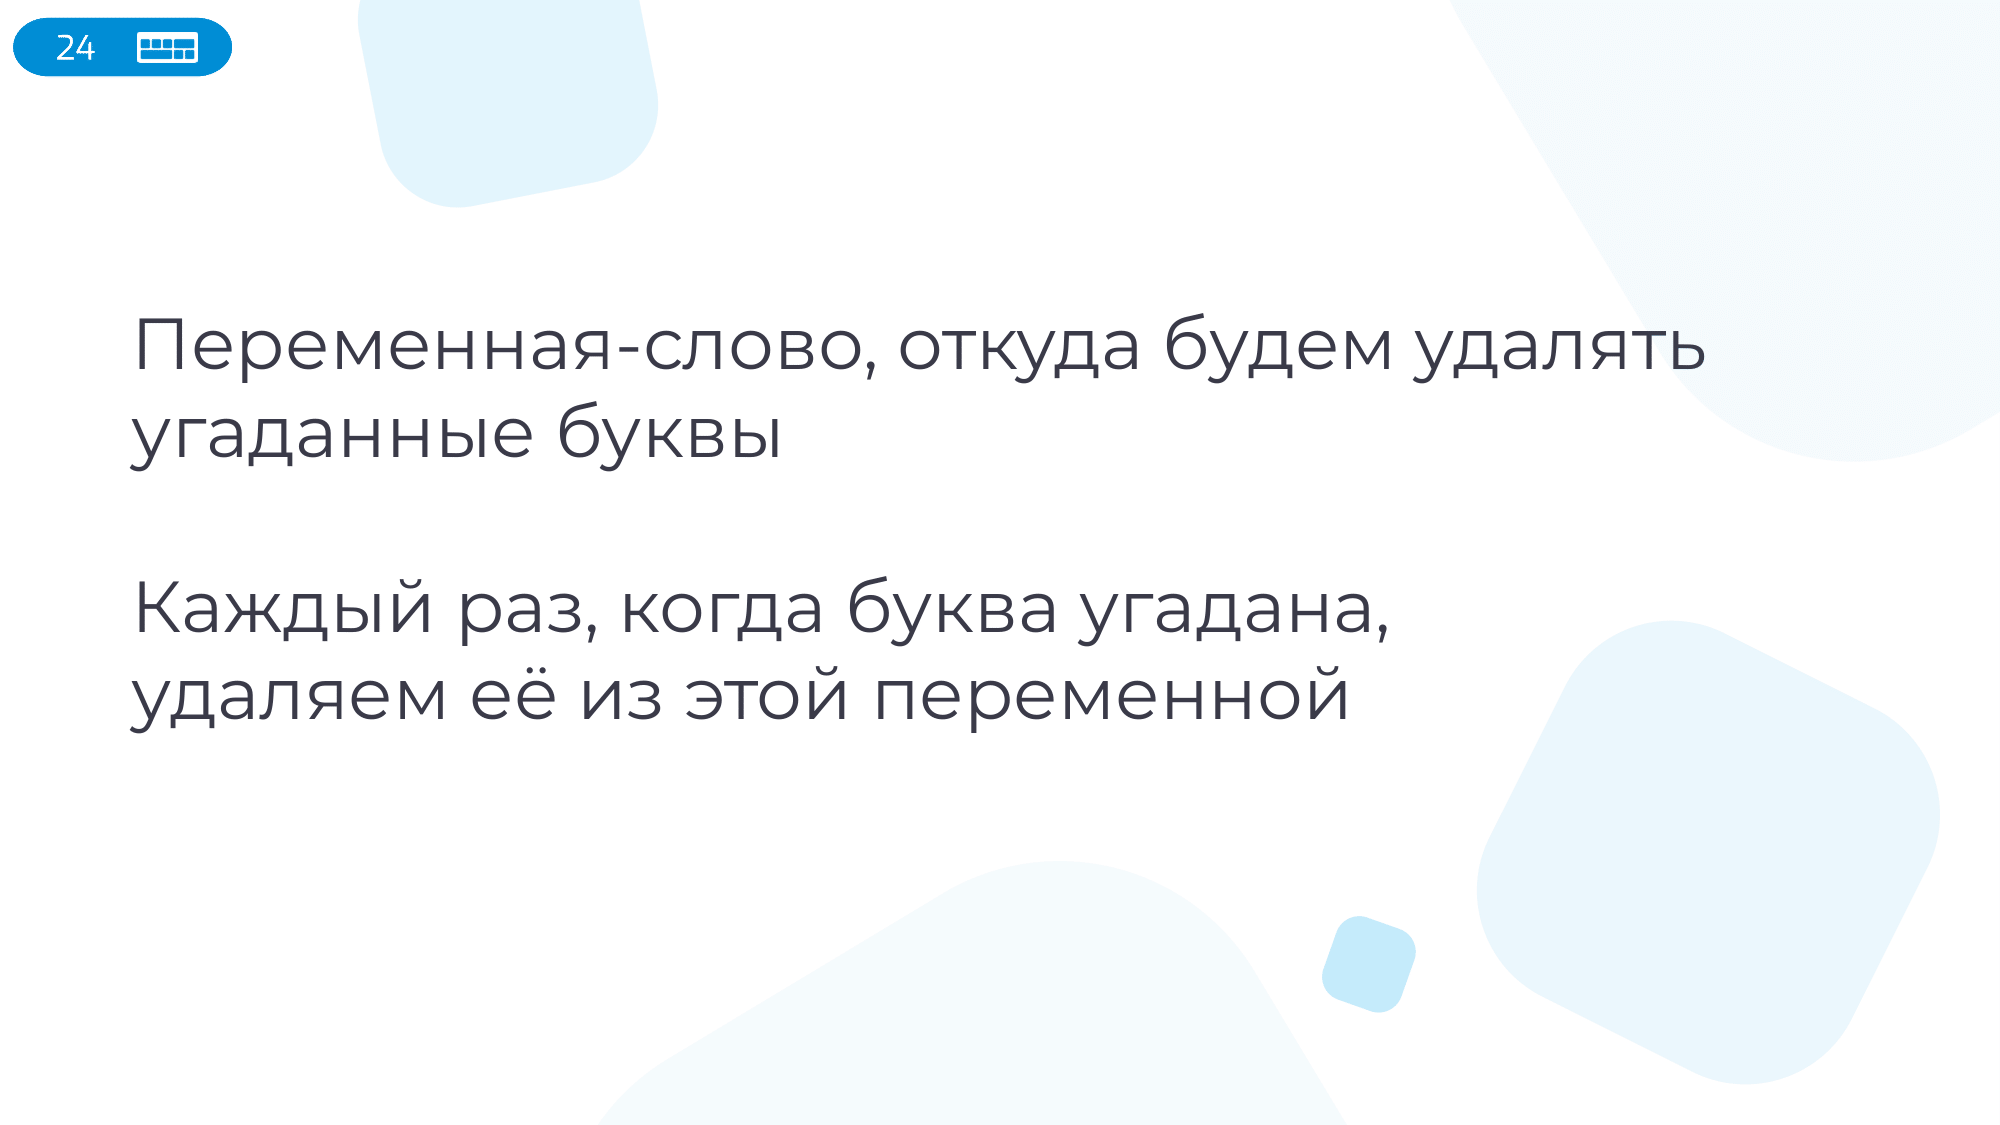 24
Переменная-слово, откуда будем удалять
угаданные буквы
Каждый раз, когда буква угадана,
удаляем её из этой переменной